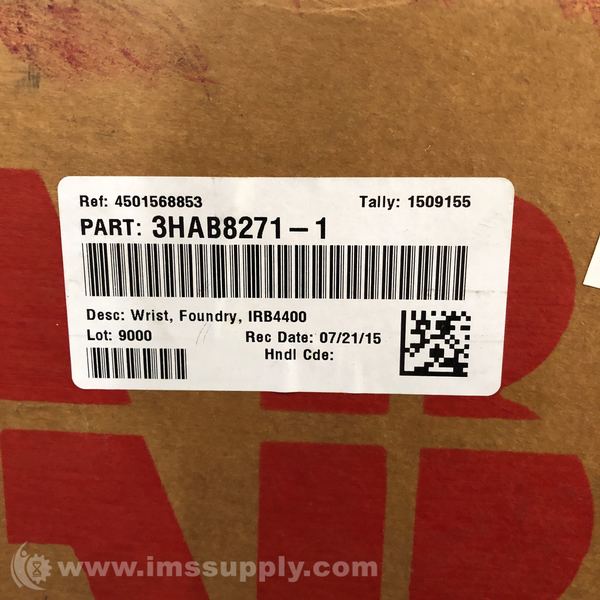 Ref: 4501568853 Tally: 1509155
PART: 3HAB8271-1
Desc: Wrist, Foundry, IRB4400
Lot: 9000 Rec Date: 07/21/15
Hndl Cde:
www.imssupply.com